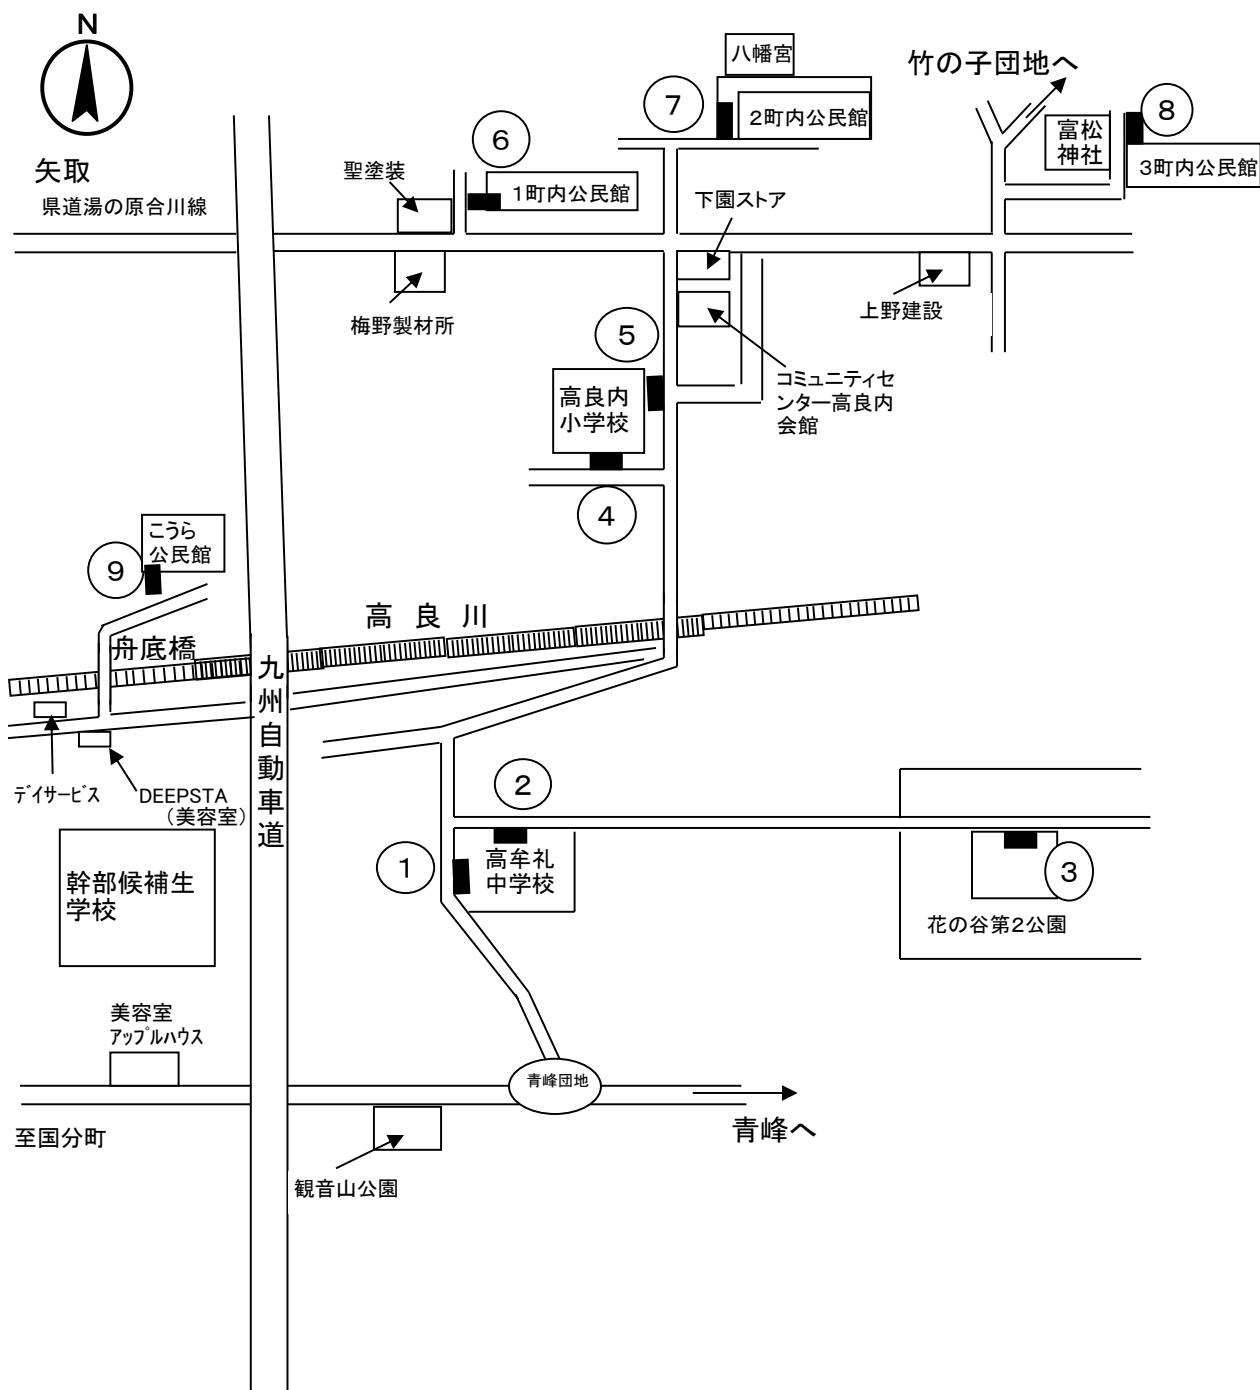 N
八幡宮
竹の子団地へ
7
2町内公民館
8
富松
神社
3町内公民館
6
矢取
聖塗装
1町内公民館
下園ストア
県道湯の原合川線
梅野製材所
上野建設
5
コミュニティセ
ンター高良内
会館
高良内
小学校
4
こうら
公民館
9
高良川
舟底橋
九州自動車道
デイサービス
DEEPSTA
(美容室)
2
1
高牟礼
中学校
3
花の谷第2公園
幹部候補生
学校
美容室
アップルハウス
青峰団地
至国分町
青峰へ
観音山公園